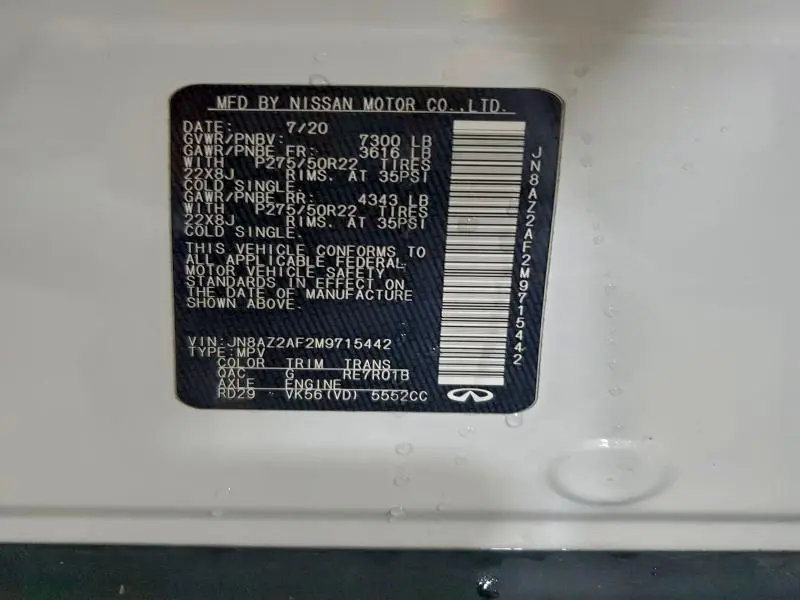 MFD BY NISSAN MOTOR CO.,LTD.
DATE: 7/20
GVWR/PNBV: 7300 LB
GAWR/PNBE FR: 3616 LB
WITH P275/50R22 TIRES
22X8J RIMS. AT 35PSI
COLD SINGLE.
GAWR/PNBE RR: 4343 LB
WITH P275/50R22 TIRES
22X8J RIMS. AT 35PSI
COLD SINGLE.
THIS VEHICLE CONFORMS TO
ALL APPLICABLE FEDERAL
MOTOR VEHICLE SAFETY
STANDARDS IN EFFECT ON
THE DATE OF MANUFACTURE
SHOWN ABOVE.
VIN:JN8AZ2AF2M9715442
TYPE:MPV
COLOR TRIM TRANS
QAC G RE7R01B
AXLE ENGINE
RD29 VK56(VD) 5552CC
JN8AZ2AF2M9715442